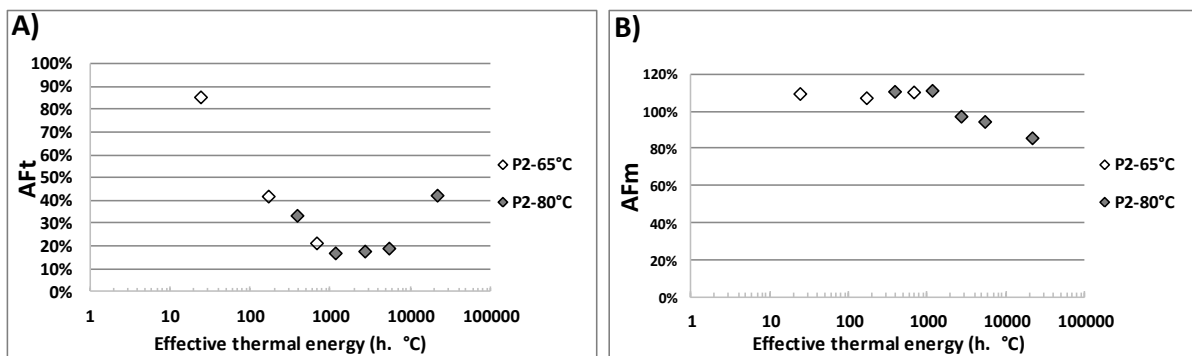 A)
100%
90%
80%
70%
60%
50%
40%
30%
20%
10%
0%
AFt
1 10 100 1000 10000 100000
Effective thermal energy (h. °C)
P2-65°C
P2-80°C
B)
120%
100%
80%
60%
40%
20%
0%
AFm
1 10 100 1000 10000 100000
Effective thermal energy (h. °C)
P2-65°C
P2-80°C